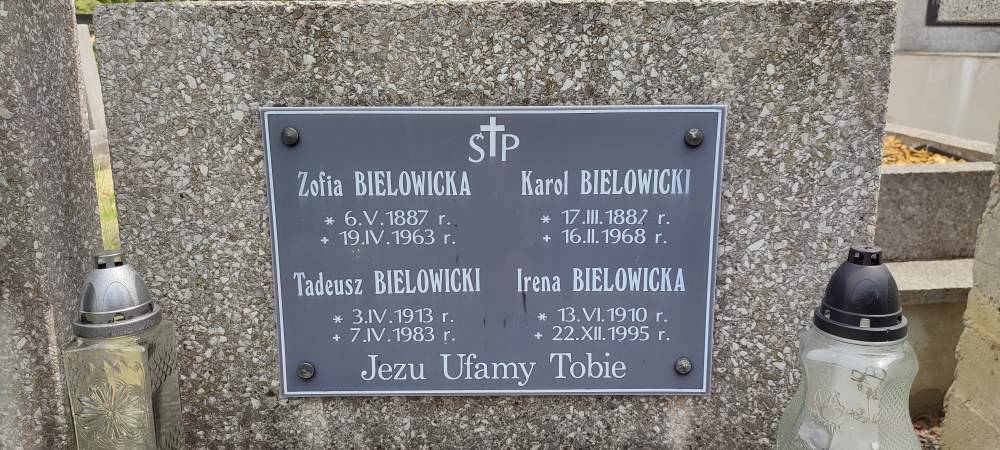 S✝P
Zofia BIELOWICKA
* 6.V.1887 r.
+ 19.IV.1963 r.
Karol BIELOWICKI
* 17.III.1887 r.
+ 16.II.1968 r.
Tadeusz BIELOWICKI
* 3.IV.1913 r.
+ 7.IV.1983 r.
Irena BIELOWICKA
* 13.VI.1910 r.
+ 22.XII.1995 r.
Jezu Ufamy Tobie